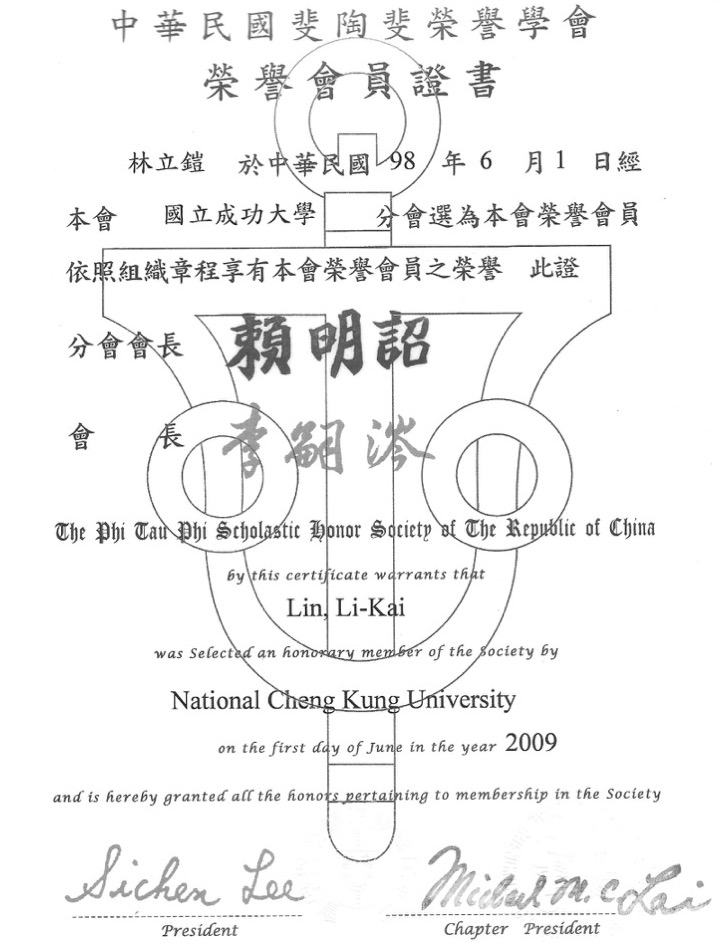 中華民國斐陶斐榮譽學會
榮譽會員證書
林立鎧 於中華民國 98 年 6 月 1 日經
本會 國立成功大學 分會選為本會榮譽會員
依照組織章程享有本會榮譽會員之榮譽 此證
分會會長 賴明詔
會 長 李嗣涔
The Phi Tau Phi Scholastic Honor Society of The Republic of China
by this certificate warrants that
Lin, Li-Kai
was Selected an honorary member of the Society by
National Cheng Kung University
on the first day of June in the year 2009
and is hereby granted all the honors pertaining to membership in the Society
Sichen Lee Michael M. C. Lai
President Chapter President